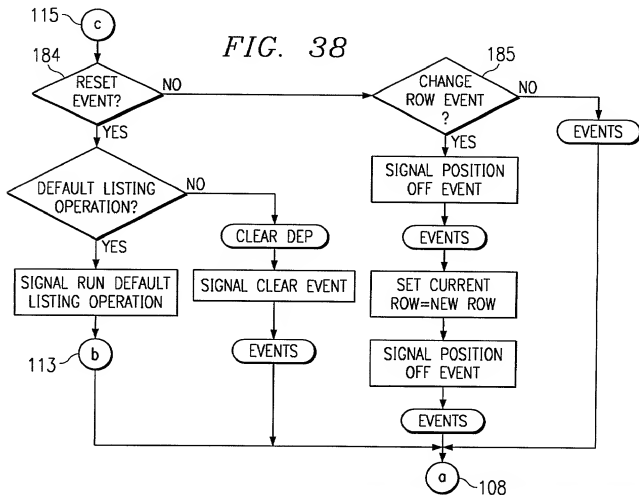 115
c
FIG. 38
184
RESET
EVENT?
NO
YES
185
CHANGE
ROW EVENT
?
NO
YES
EVENTS
DEFAULT LISTING
OPERATION?
NO
YES
SIGNAL POSITION
OFF EVENT
CLEAR DEP
EVENTS
SIGNAL RUN DEFAULT
LISTING OPERATION
SIGNAL CLEAR EVENT
SET CURRENT
ROW=NEW ROW
b
113
EVENTS
SIGNAL POSITION
OFF EVENT
EVENTS
a
108